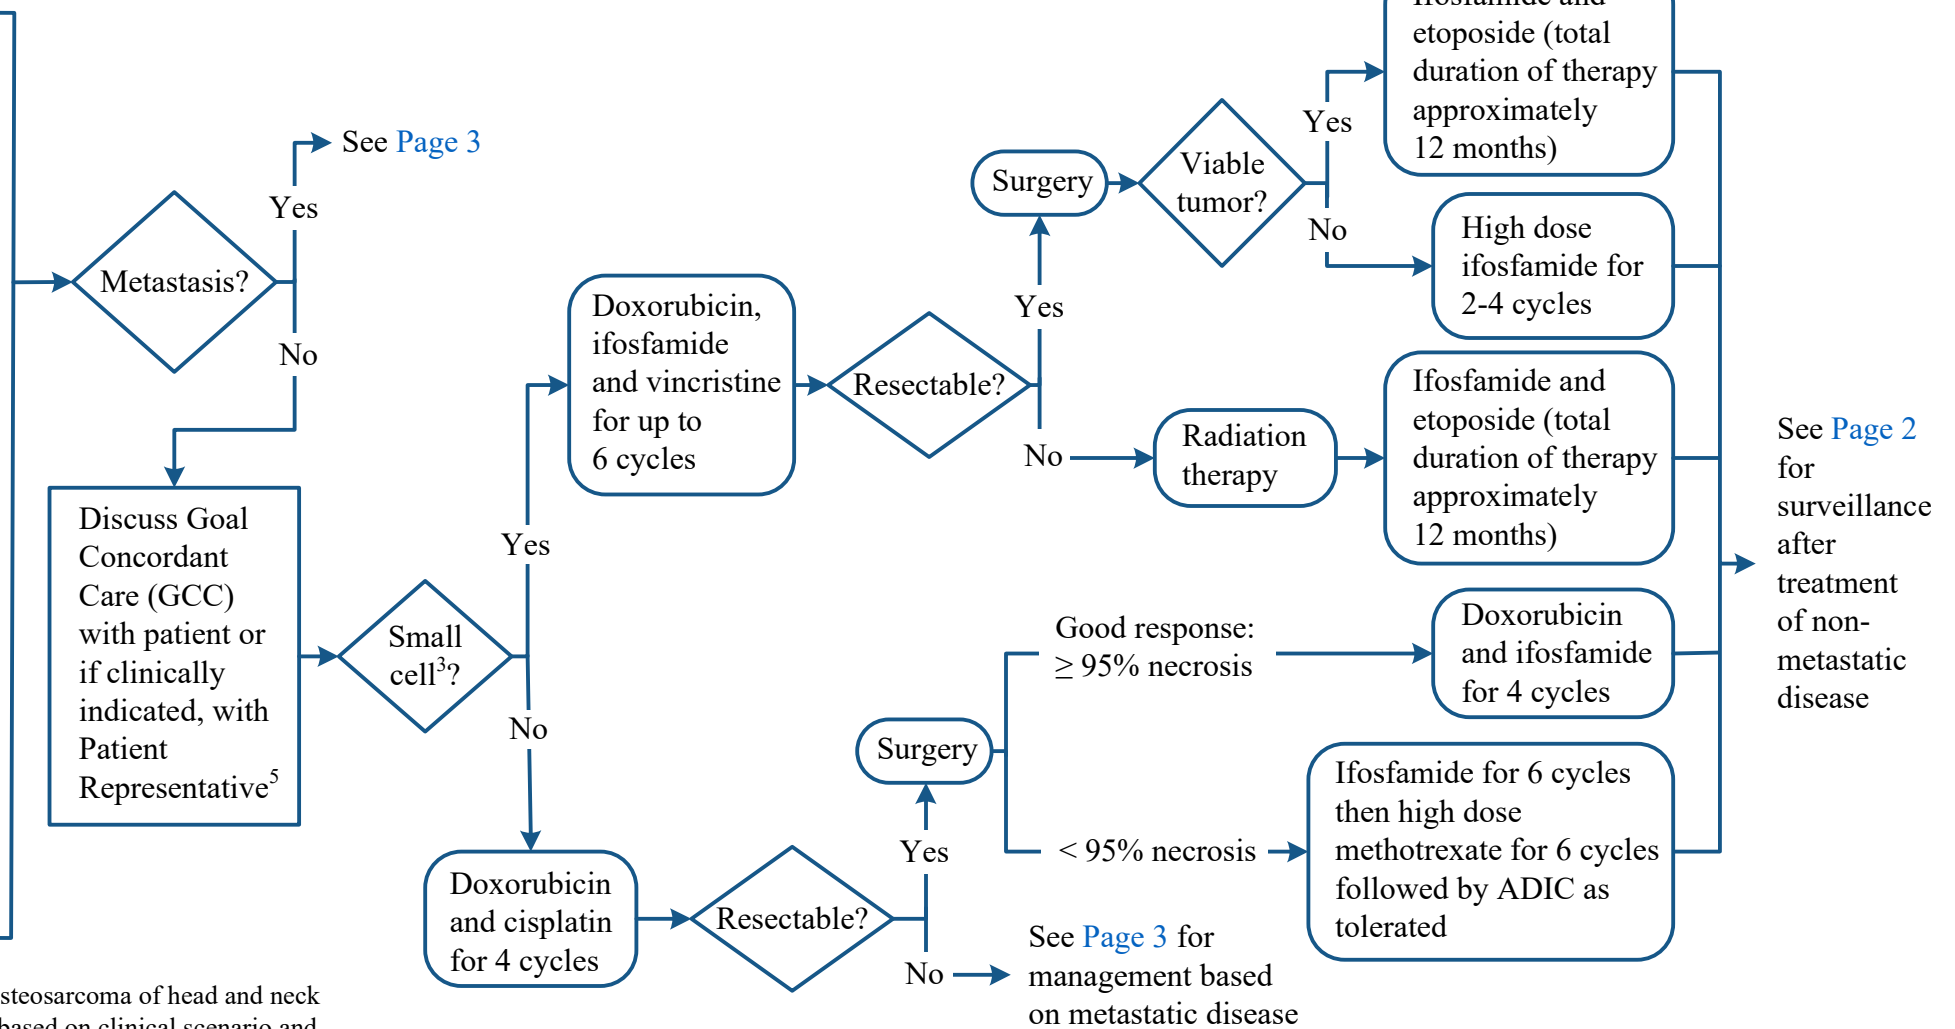 Ifosfamide and
etoposide (total
duration of therapy
approximately
12 months)
See Page 3
Yes
Metastasis?
No
Discuss Goal
Concordant
Care (GCC)
with patient or
if clinically
indicated, with
Patient
Representative5
Small
cell3?
Yes
Doxorubicin,
ifosfamide
and vincristine
for up to
6 cycles
Resectable?
Yes
Surgery
Viable
tumor?
Yes
No
High dose
ifosfamide for
2-4 cycles
No
Radiation
therapy
Ifosfamide and
etoposide (total
duration of therapy
approximately
12 months)
No
Doxorubicin
and cisplatin
for 4 cycles
Resectable?
Yes
Surgery
Good response:
≥ 95% necrosis
Doxorubicin
and ifosfamide
for 4 cycles
< 95% necrosis
Ifosfamide for 6 cycles
then high dose
methotrexate for 6 cycles
followed by ADIC as
tolerated
No
See Page 3 for
management based
on metastatic disease
See Page 2
for
surveillance
after
treatment
of non-
metastatic
disease
steosarcoma of head and neck
based on clinical scenario and